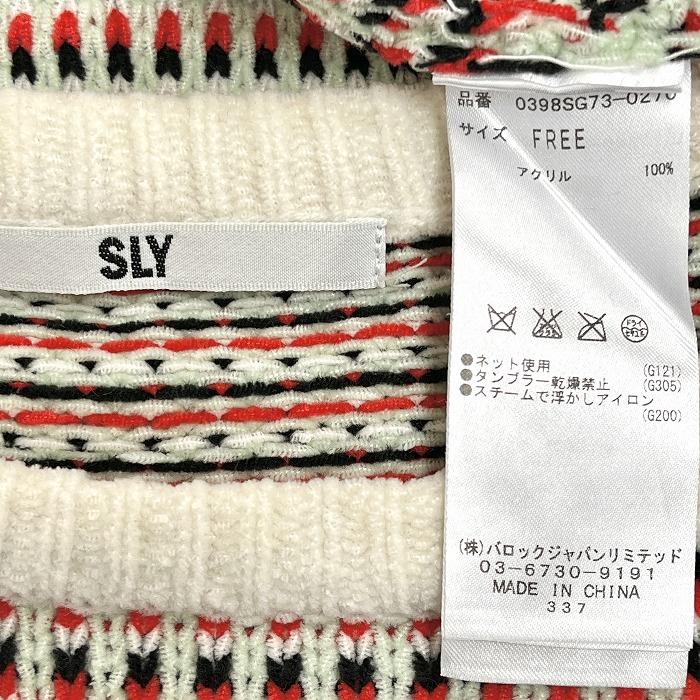 SLY
品番 0398SG73-0270
サイズ FREE
アクリル 100%
ドライ
●ネット使用 (G121)
●タンブラー乾燥禁止 (G305)
●スチームで浮かしアイロン
(G200)
(株)バロックジャパンリミテッド
03-6730-9191
MADE IN CHINA
337